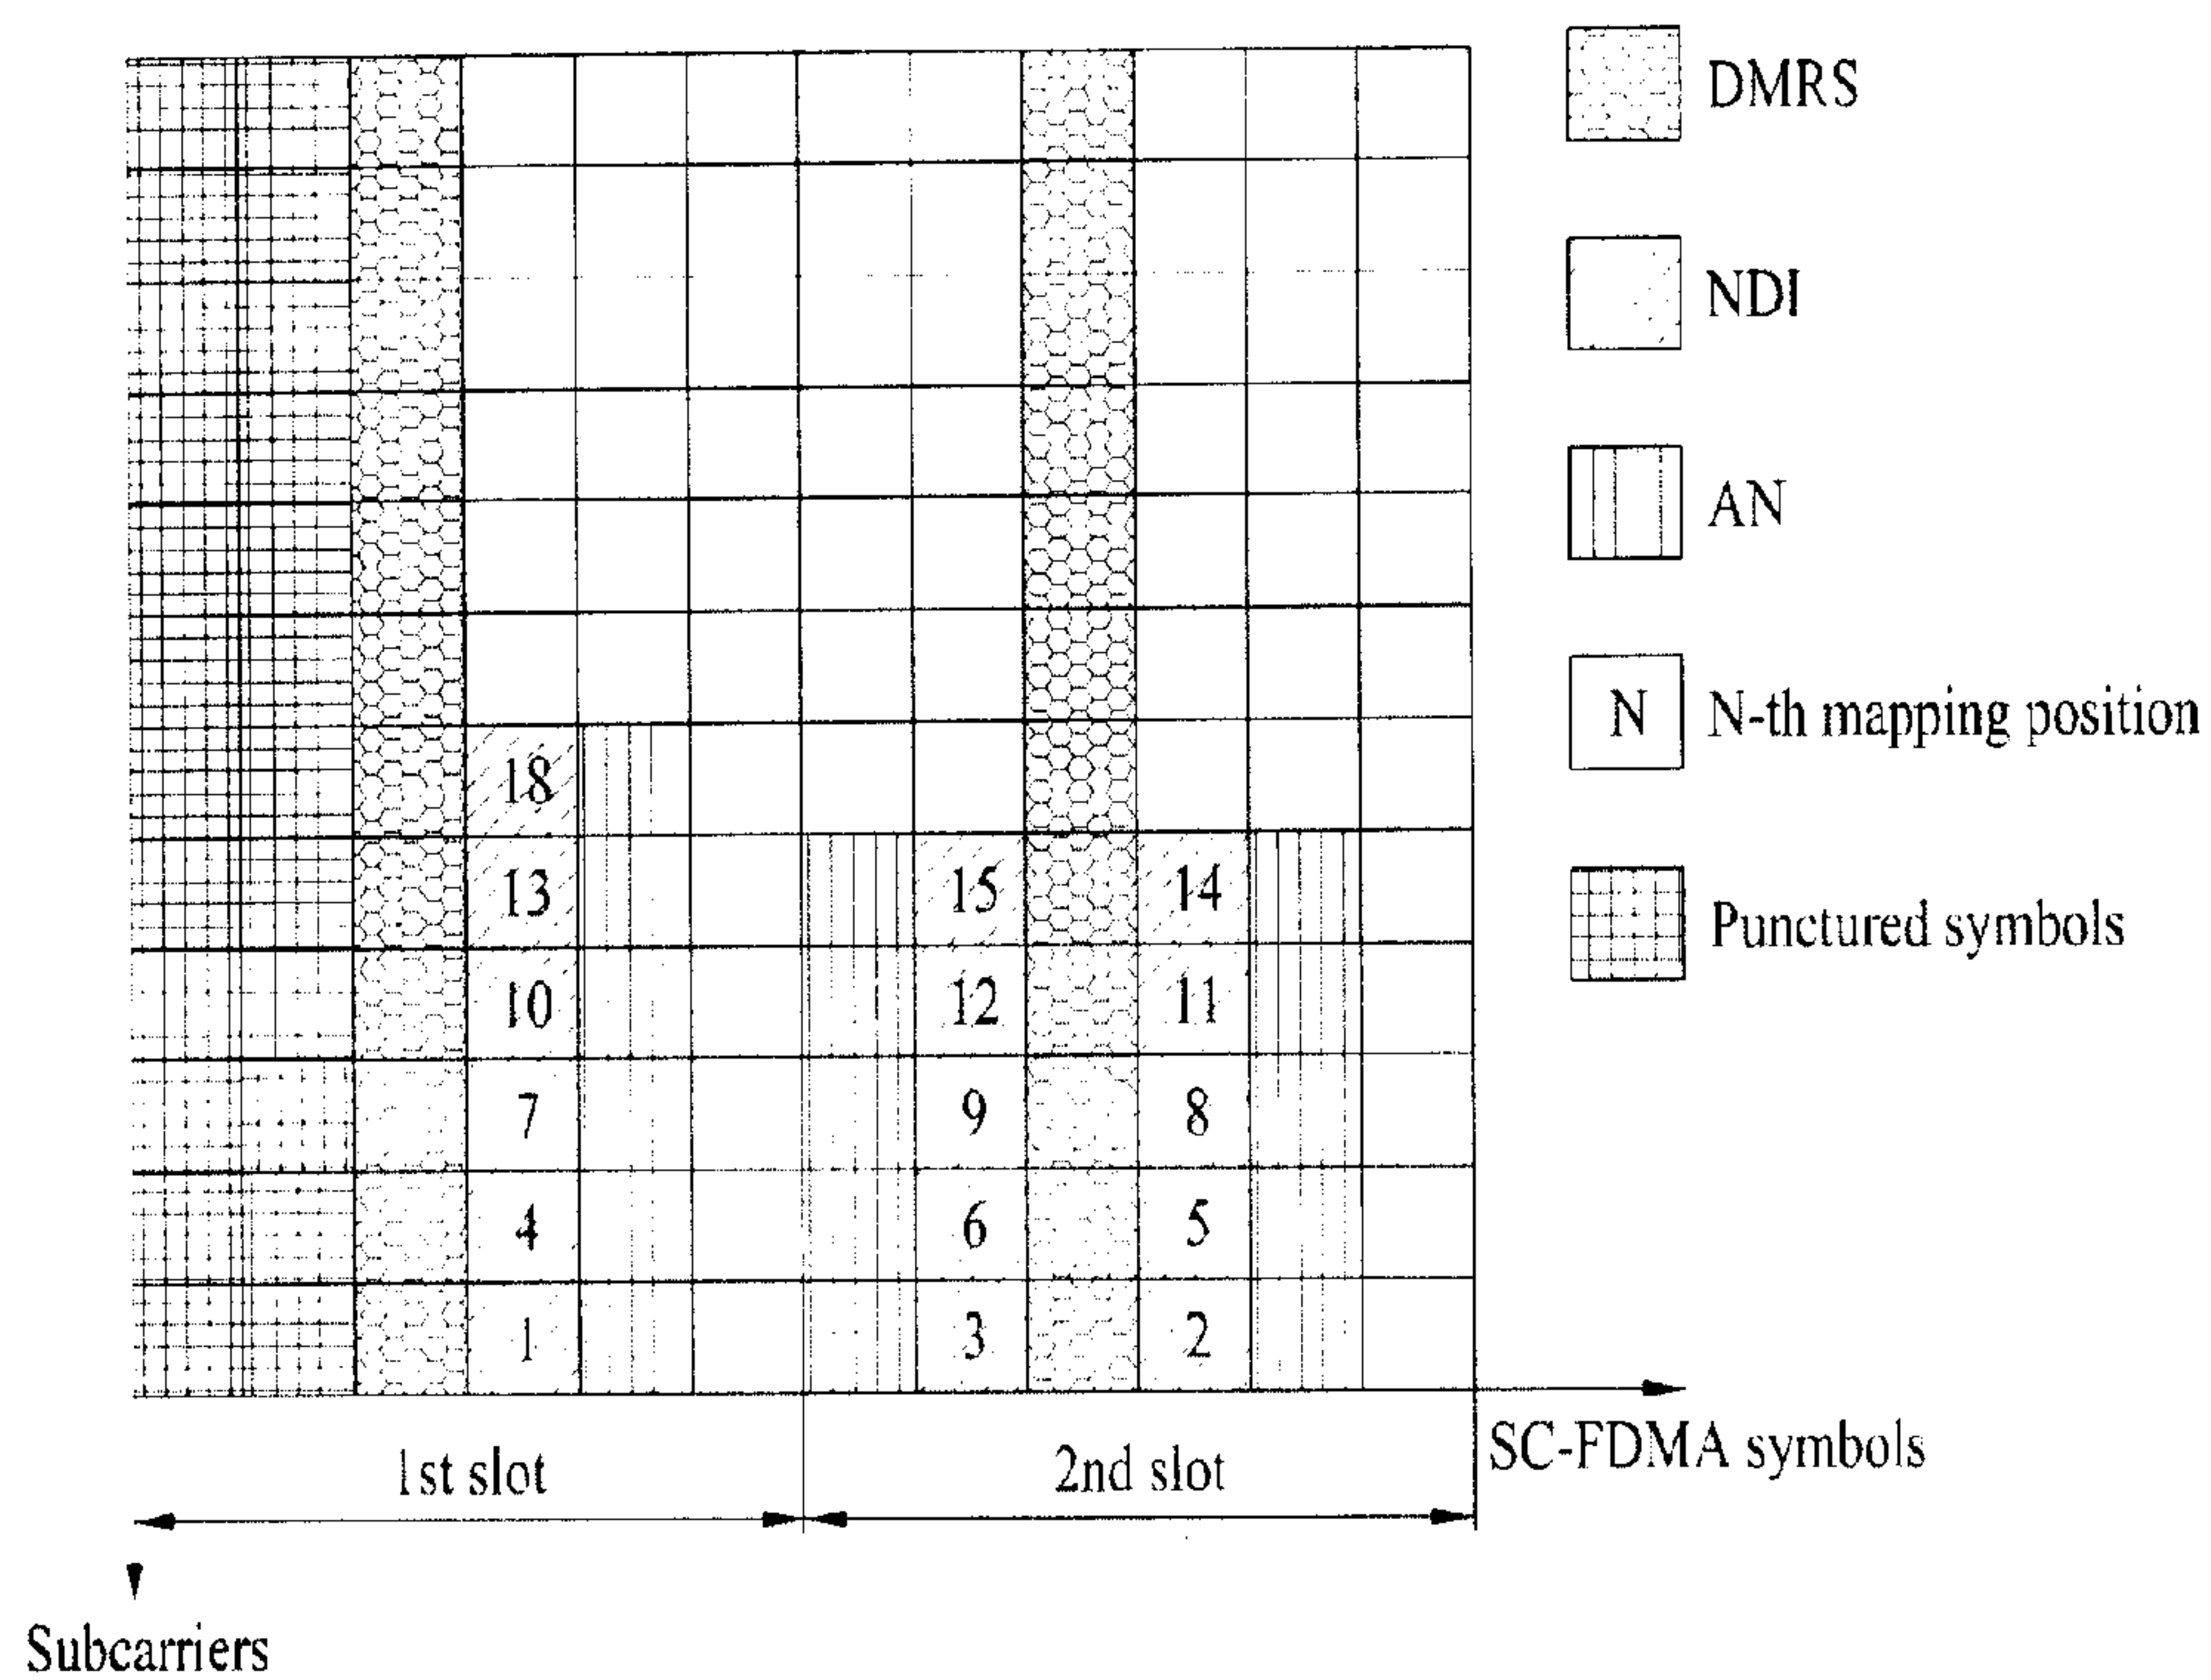 DMRS
NDI
AN
N N-th mapping position
Punctured symbols
18
13 15 14
10 12 11
7 9 8
4 6 5
1 3 2
SC-FDMA symbols
1st slot 2nd slot
Subcarriers